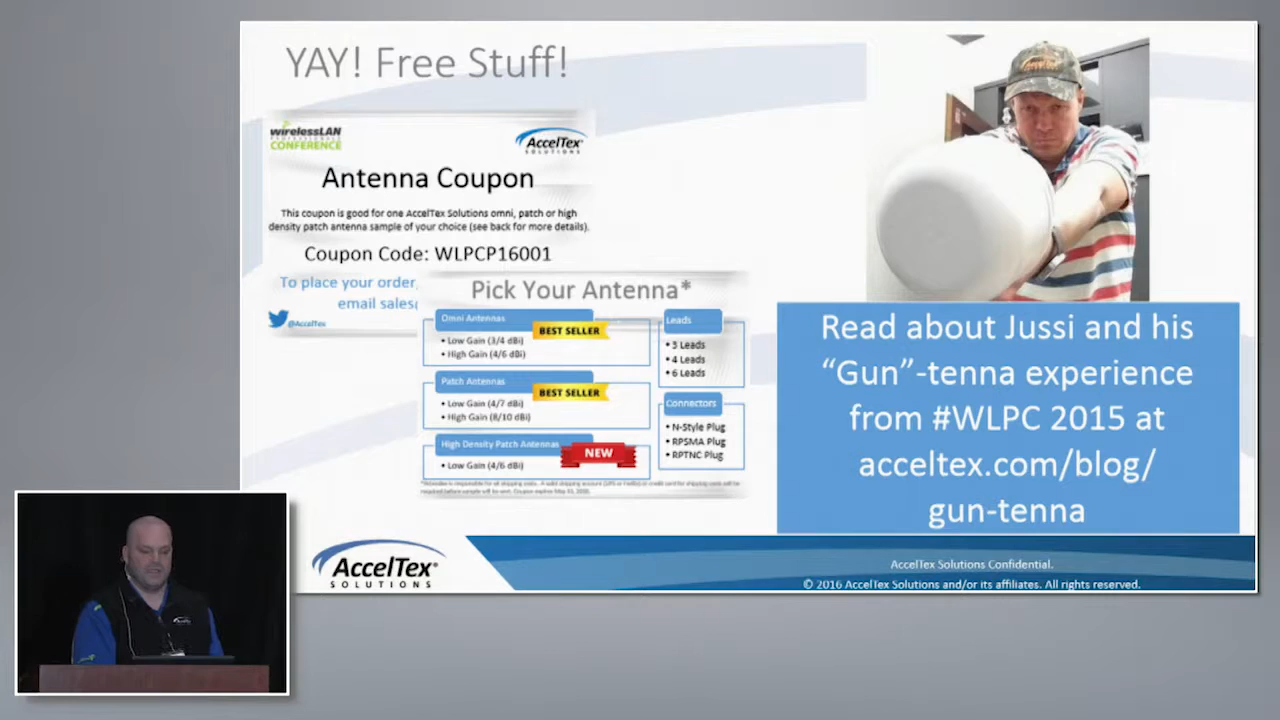 YAY! Free Stuff!
wirelessLAN
PROFESSIONALS
CONFERENCE
AccelTex®
SOLUTIONS
Antenna Coupon
This coupon is good for one AccelTex Solutions omni, patch or high
density patch antenna sample of your choice (see back for more details).
Coupon Code: WLPCP16001
To place your order,
email sales@
@AccelTex
Pick Your Antenna*
Omni Antennas
BEST SELLER
• Low Gain (3/4 dBi)
• High Gain (4/6 dBi)
Patch Antennas
BEST SELLER
• Low Gain (4/7 dBi)
• High Gain (8/10 dBi)
High Density Patch Antennas
NEW
• Low Gain (4/6 dBi)
Leads
• 3 Leads
• 4 Leads
• 6 Leads
Connectors
• N-Style Plug
• RPSMA Plug
• RPTNC Plug
Read about Jussi and his
“Gun”-tenna experience
from #WLPC 2015 at
acceltex.com/blog/
gun-tenna
AccelTex®
SOLUTIONS
AccelTex Solutions Confidential.
© 2016 AccelTex Solutions and/or its affiliates. All rights reserved.